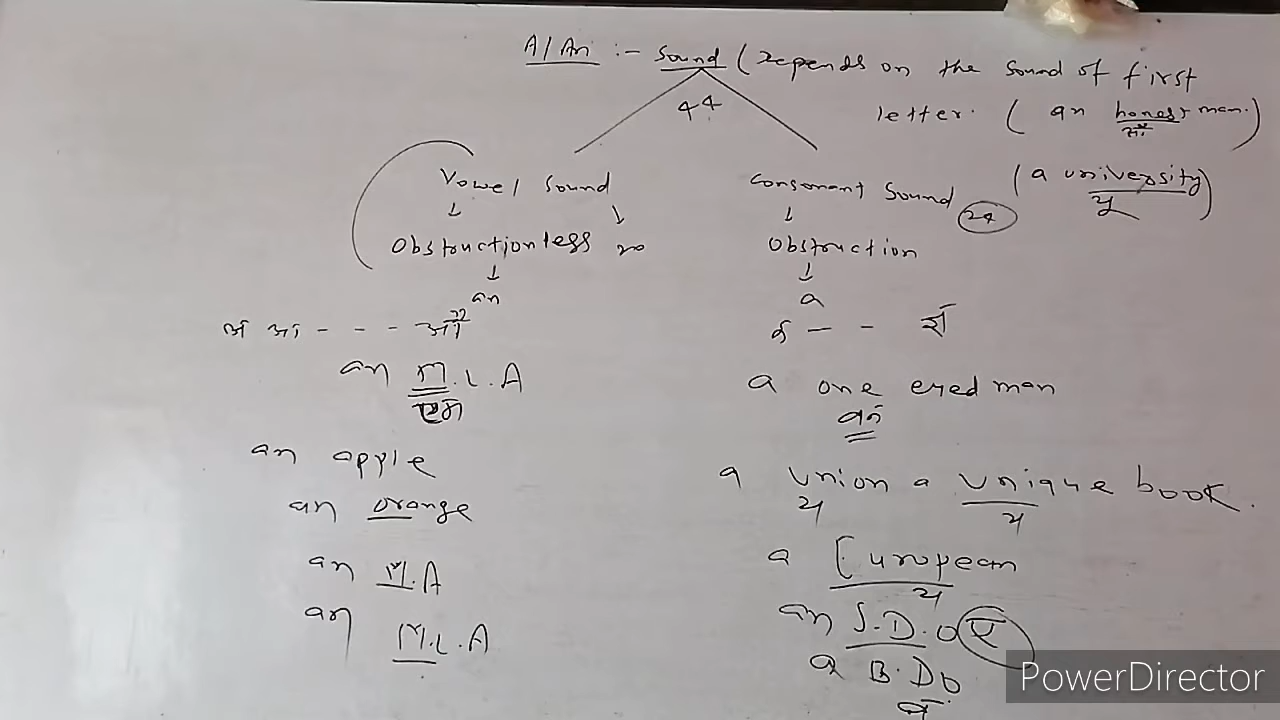 A/An :- Sound (Depends on the sound of first
letter. ( an honest man.)
44
ऑ
Vowel Sound
Consonant Sound 24
(a university)
यू
Obstructionless 20
Obstruction
an
a
अ आ - - - औ
क - - र्श
an M.L.A
एम
a one eyed man
वन
an apple
a union a unique book.
य
य
an orange
a European
य
an M.A
an S.D.O ए
an M.L.A
a B.DO
ब
PowerDirector